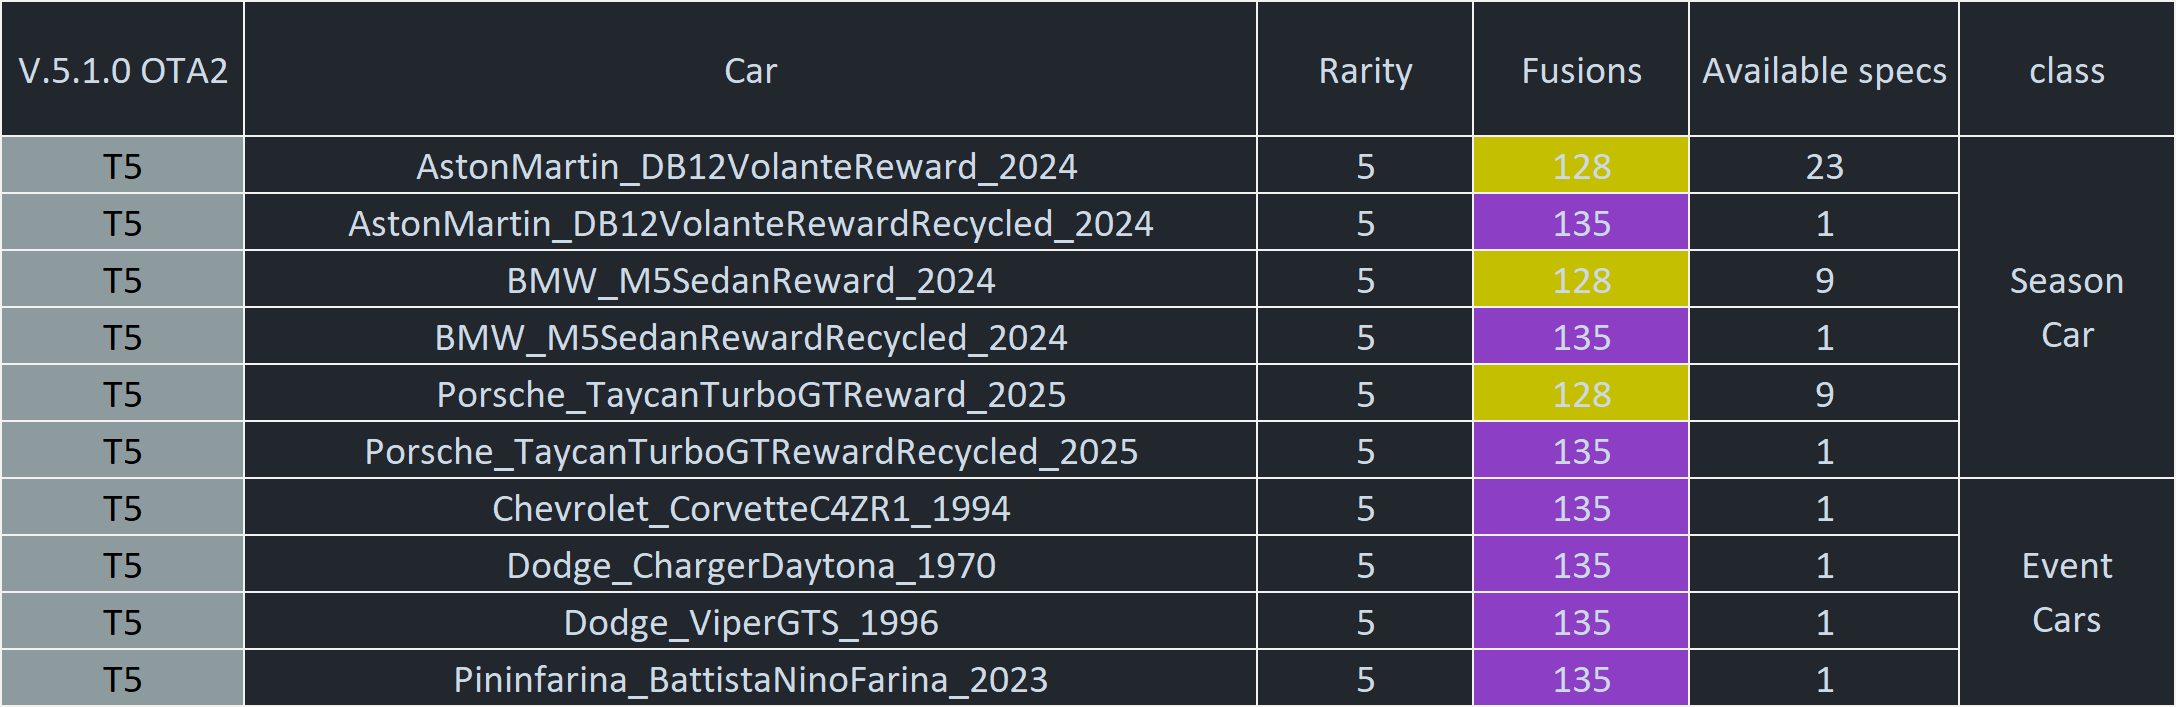 V.5.1.0 OTA2 Car Rarity Fusions Available specs class
T5 AstonMartin_DB12VolanteReward_2024 5 128 23
T5 AstonMartin_DB12VolanteRewardRecycled_2024 5 135 1
T5 BMW_M5SedanReward_2024 5 128 9
T5 BMW_M5SedanRewardRecycled_2024 5 135 1
T5 Porsche_TaycanTurboGTReward_2025 5 128 9
T5 Porsche_TaycanTurboGTRewardRecycled_2025 5 135 1
Season
Car
T5 Chevrolet_CorvetteC4ZR1_1994 5 135 1
T5 Dodge_ChargerDaytona_1970 5 135 1
T5 Dodge_ViperGTS_1996 5 135 1
T5 Pininfarina_BattistaNinoFarina_2023 5 135 1
Event
Cars